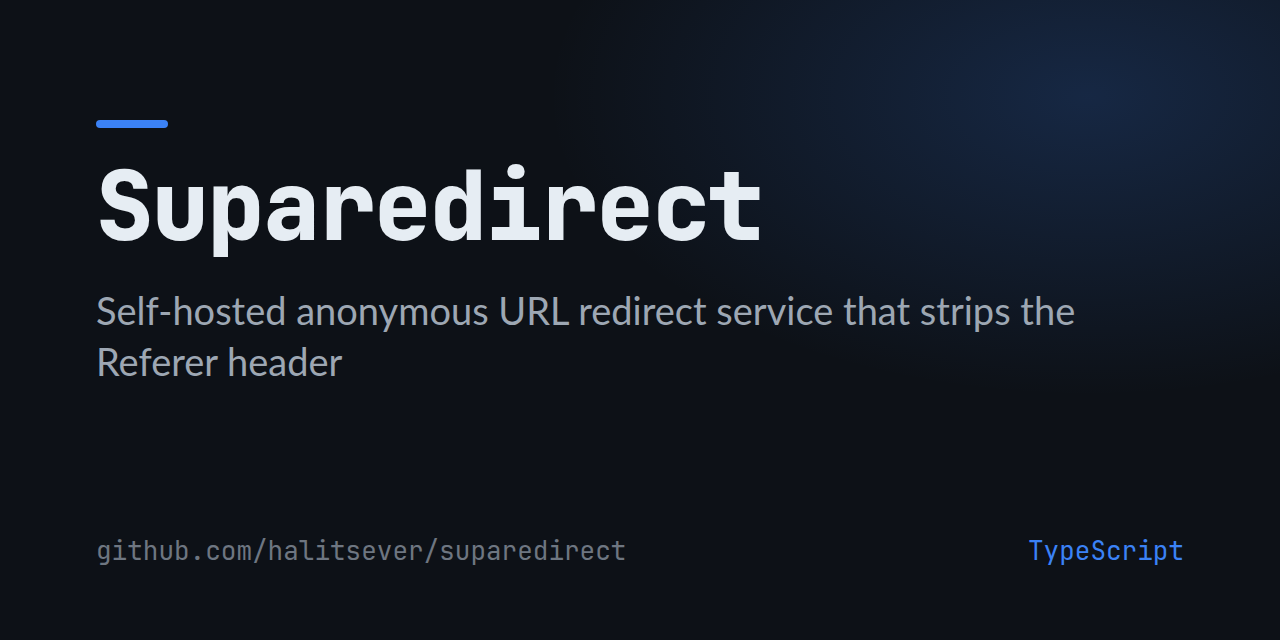 Suparedirect
Self-hosted anonymous URL redirect service that strips the
Referer header
github.com/halitsever/suparedirect
TypeScript